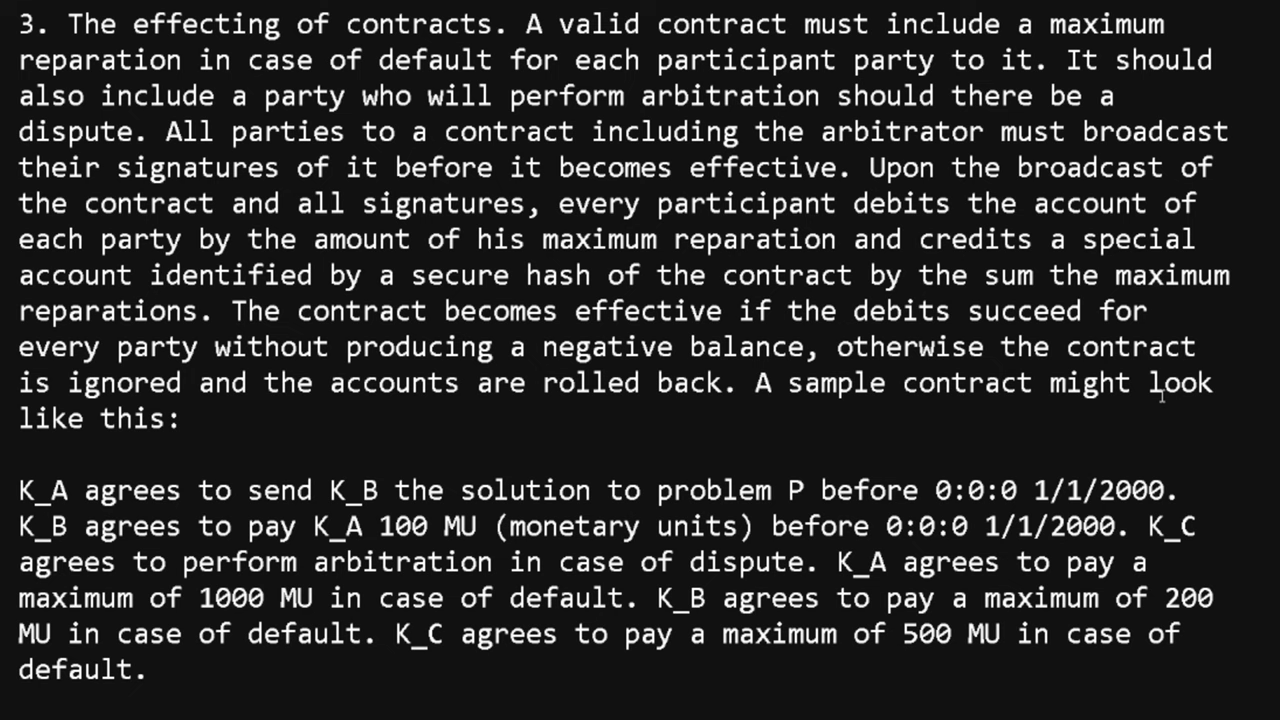 3. The effecting of contracts. A valid contract must include a maximum
reparation in case of default for each participant party to it. It should
also include a party who will perform arbitration should there be a
dispute. All parties to a contract including the arbitrator must broadcast
their signatures of it before it becomes effective. Upon the broadcast of
the contract and all signatures, every participant debits the account of
each party by the amount of his maximum reparation and credits a special
account identified by a secure hash of the contract by the sum the maximum
reparations. The contract becomes effective if the debits succeed for
every party without producing a negative balance, otherwise the contract
is ignored and the accounts are rolled back. A sample contract might look
like this:
K_A agrees to send K_B the solution to problem P before 0:0:0 1/1/2000.
K_B agrees to pay K_A 100 MU (monetary units) before 0:0:0 1/1/2000. K_C
agrees to perform arbitration in case of dispute. K_A agrees to pay a
maximum of 1000 MU in case of default. K_B agrees to pay a maximum of 200
MU in case of default. K_C agrees to pay a maximum of 500 MU in case of
default.